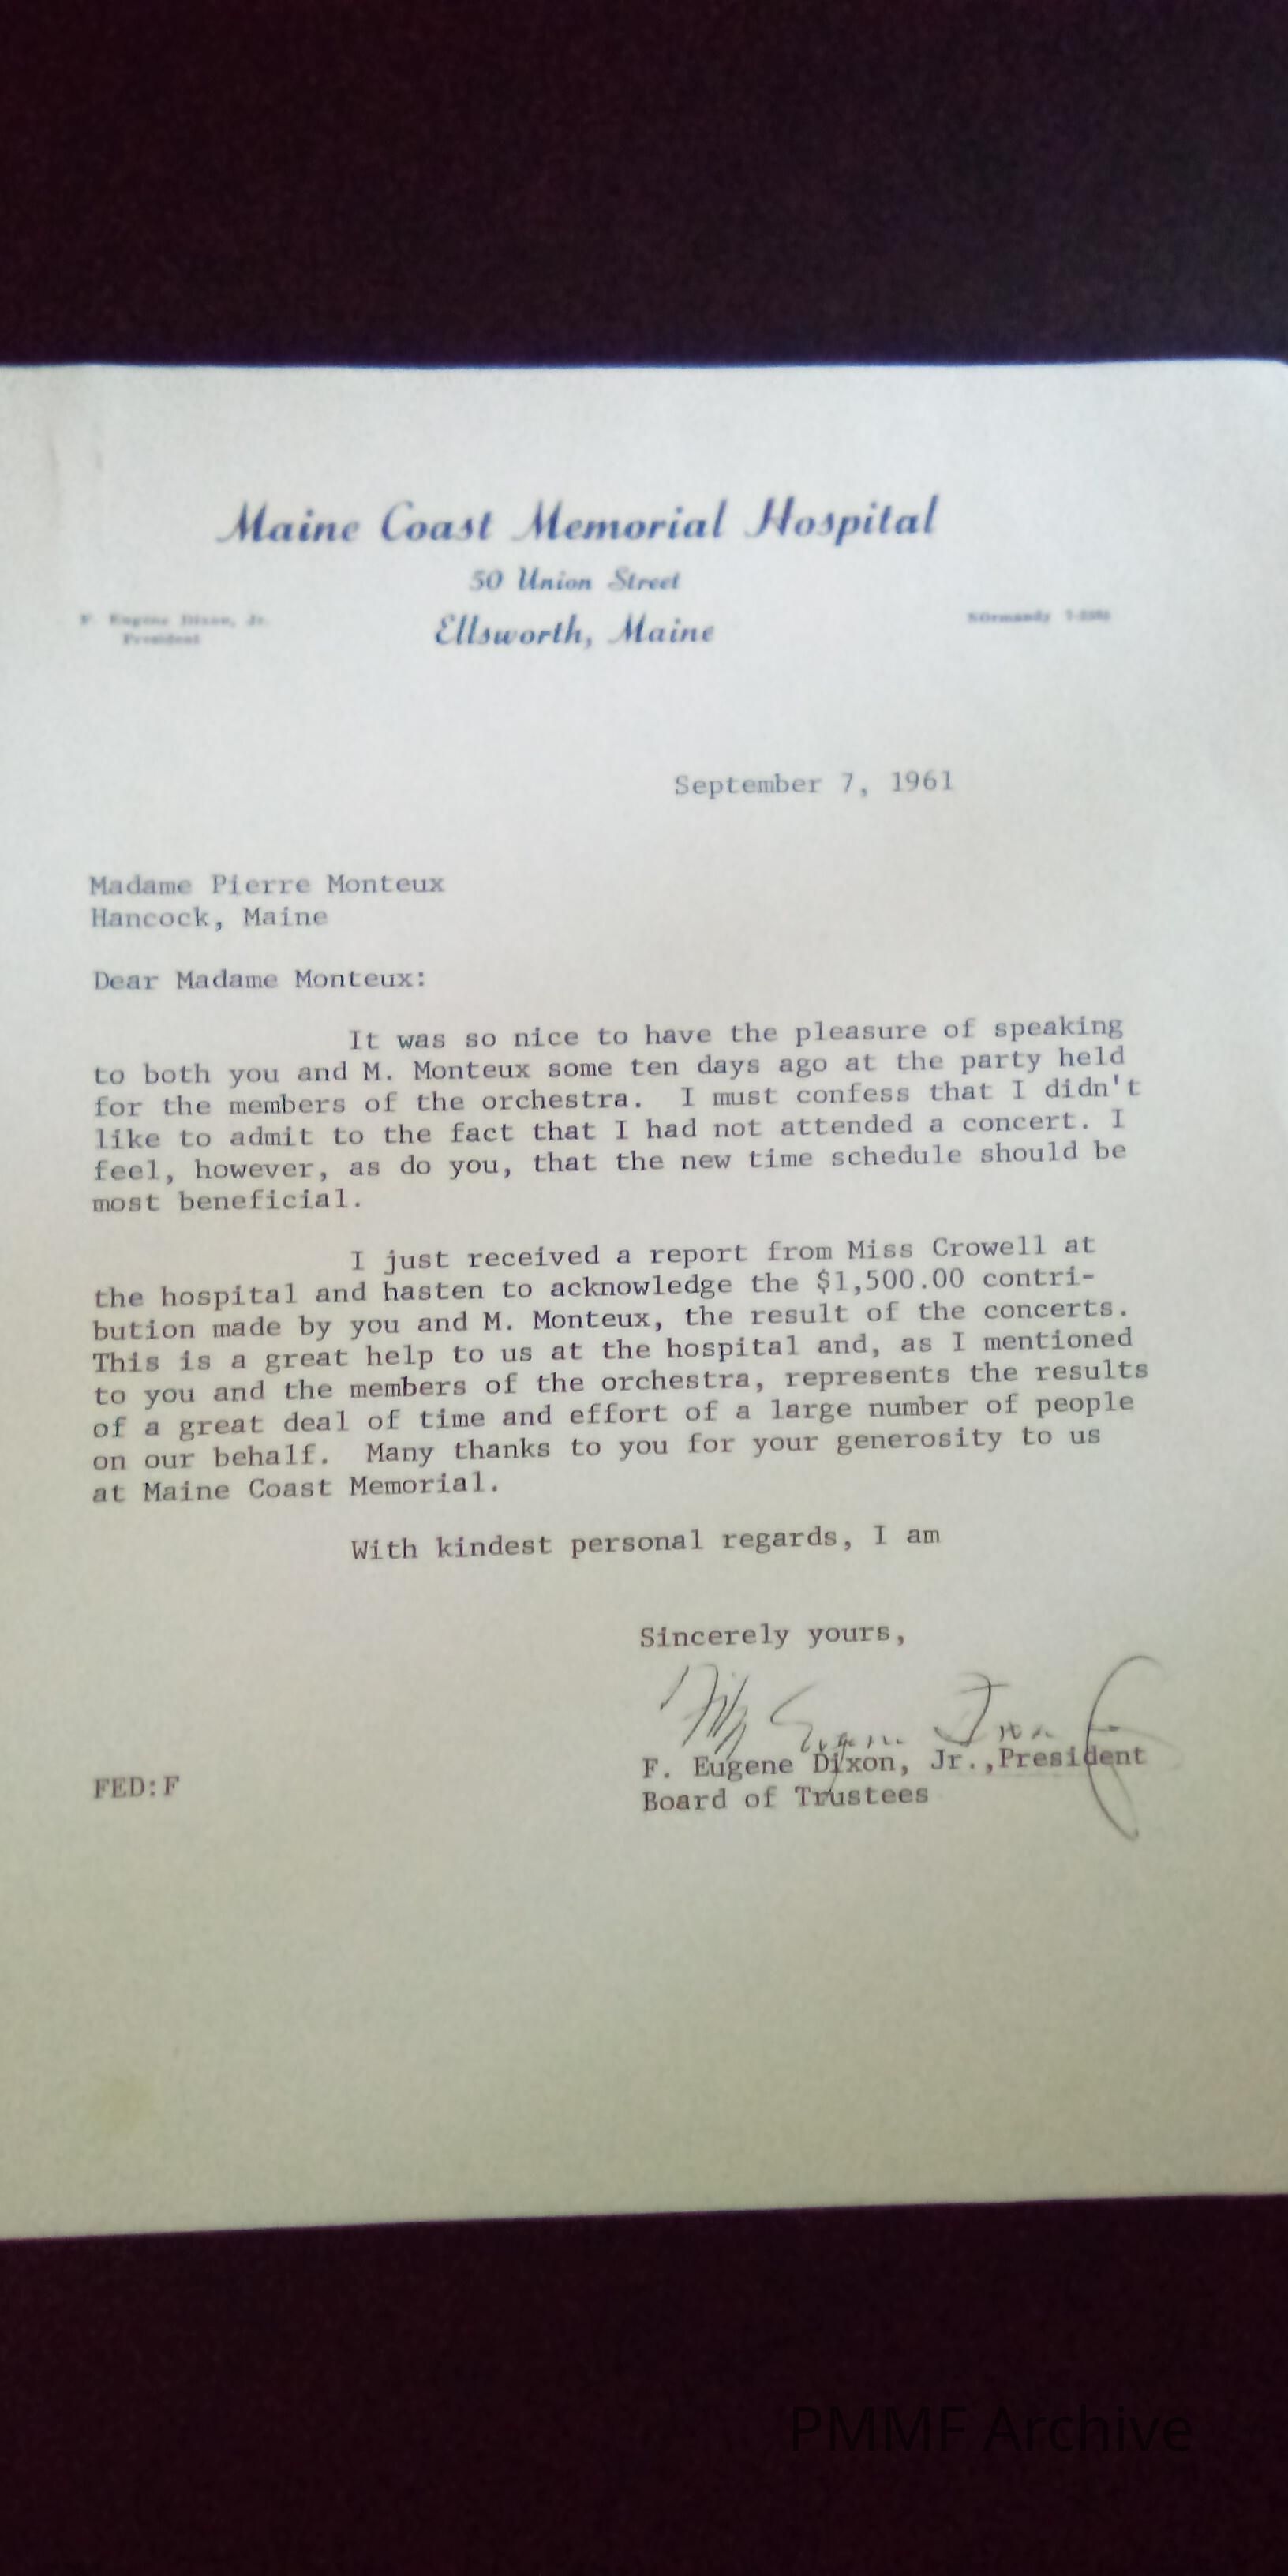 Maine Coast Memorial Hospital
50 Union Street
F. Eugene Dixon, Jr.
President
Ellsworth, Maine
NOrmandy
September 7, 1961
Madame Pierre Monteux
Hancock, Maine
Dear Madame Monteux:
It was so nice to have the pleasure of speaking
to both you and M. Monteux some ten days ago at the party held
for the members of the orchestra. I must confess that I didn't
like to admit to the fact that I had not attended a concert. I
feel, however, as do you, that the new time schedule should be
most beneficial.
I just received a report from Miss Crowell at
the hospital and hasten to acknowledge the $1,500.00 contri-
bution made by you and M. Monteux, the result of the concerts.
This is a great help to us at the hospital and, as I mentioned
to you and the members of the orchestra, represents the results
of a great deal of time and effort of a large number of people
on our behalf. Many thanks to you for your generosity to us
at Maine Coast Memorial.
With kindest personal regards, I am
Sincerely yours,
F. Eugene Dixon, Jr.,President
Board of Trustees
FED:F
PMMF Archive